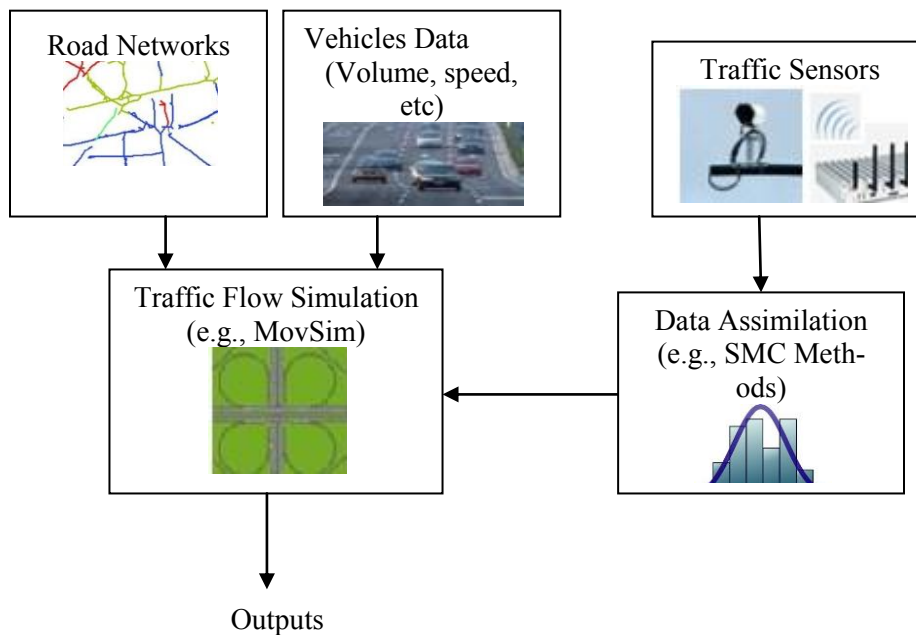 Road Networks
Vehicles Data
(Volume, speed,
etc)
Traffic Sensors
Traffic Flow Simulation
(e.g., MovSim)
Data Assimilation
(e.g., SMC Meth-
ods)
Outputs